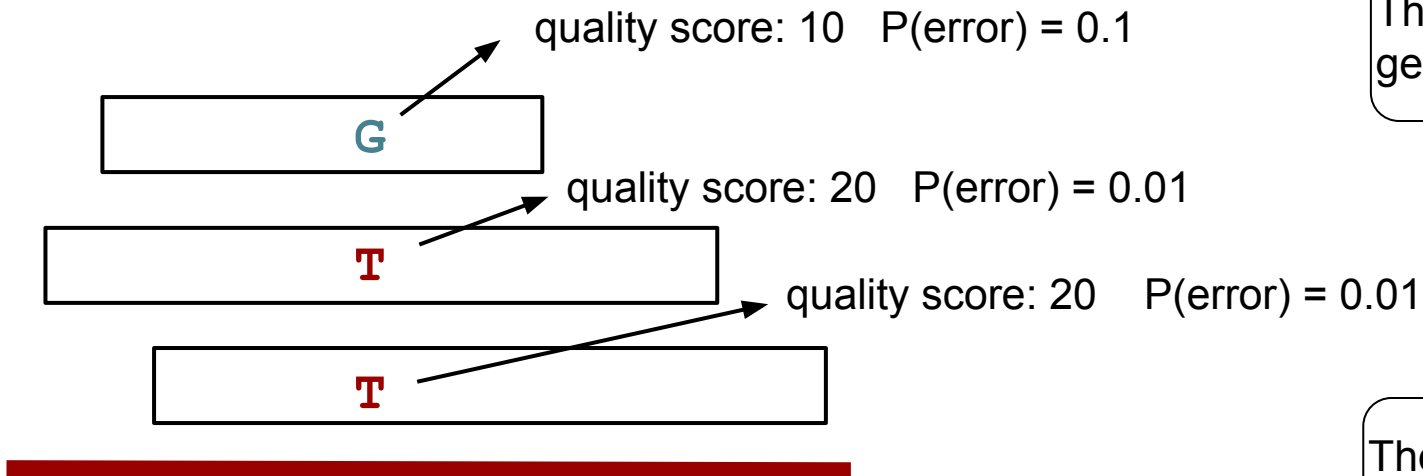 quality score: 10 P(error) = 0.1
G
quality score: 20 P(error) = 0.01
T
quality score: 20 P(error) = 0.01
T